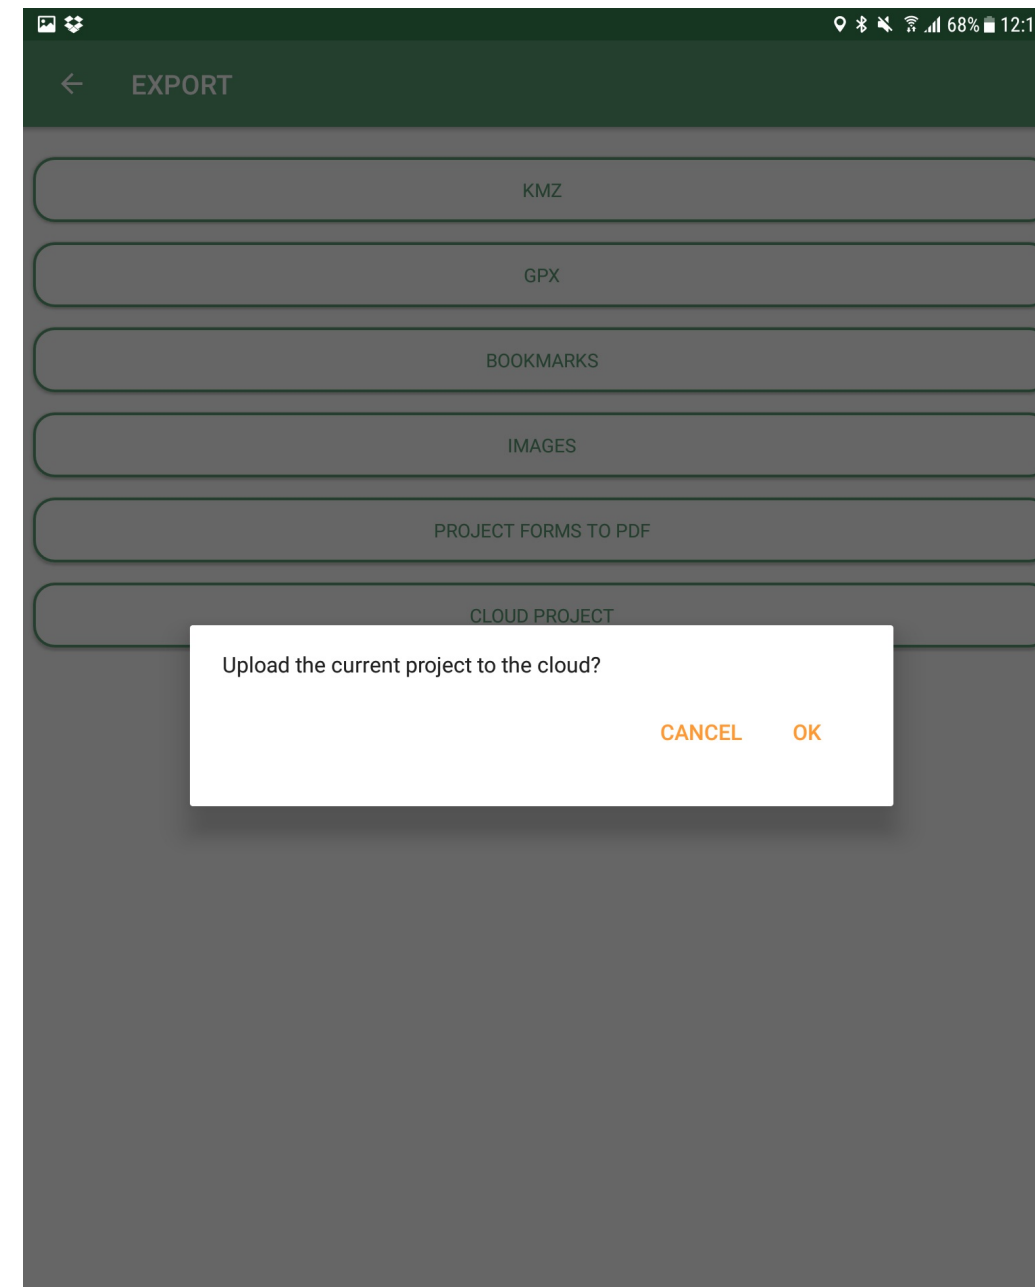 68% 12:1
EXPORT
KMZ
GPX
BOOKMARKS
IMAGES
PROJECT FORMS TO PDF
CLOUD PROJECT
Upload the current project to the cloud?
CANCEL OK